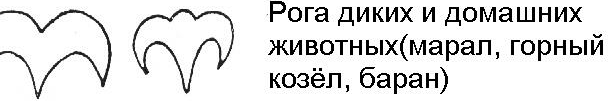 Рога диких и домашних
животных(марал, горный
козёл, баран)